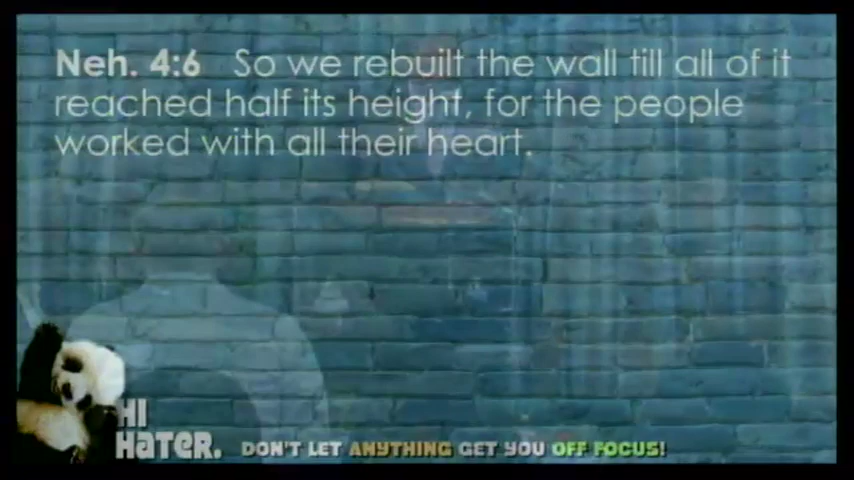 Neh. 4:6 So we rebuilt the wall till all of it
reached half its height, for the people
worked with all their heart.
HI
HATER.
DON'T LET ANYTHING GET YOU OFF FOCUS!